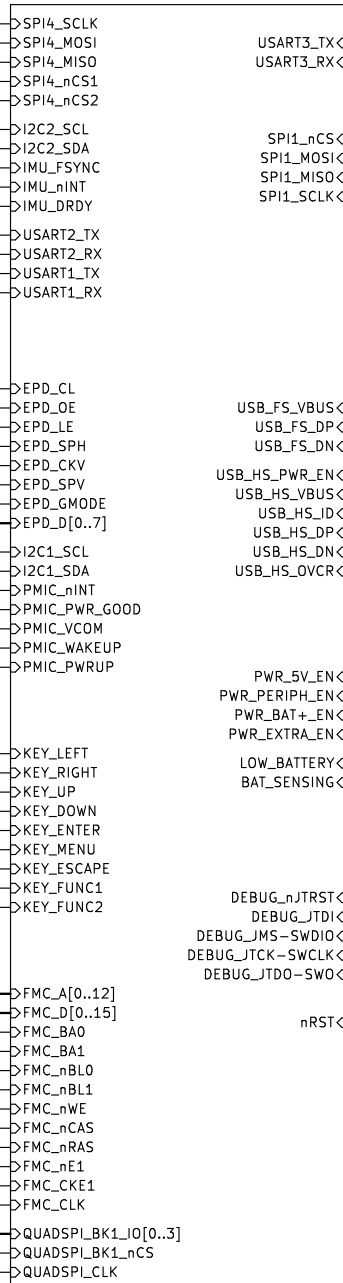 SPI4_SCLK
SPI4_MOSI
SPI4_MISO
SPI4_nCS1
SPI4_nCS2
I2C2_SCL
I2C2_SDA
IMU_FSYNC
IMU_nINT
IMU_DRDY
USART2_TX
USART2_RX
USART1_TX
USART1_RX
EPD_CL
EPD_OE
EPD_LE
EPD_SPH
EPD_CKV
EPD_SPV
EPD_GMODE
EPD_D[0..7]
I2C1_SCL
I2C1_SDA
PMIC_nINT
PMIC_PWR_GOOD
PMIC_VCOM
PMIC_WAKEUP
PMIC_PWRUP
KEY_LEFT
KEY_RIGHT
KEY_UP
KEY_DOWN
KEY_ENTER
KEY_MENU
KEY_ESCAPE
KEY_FUNC1
KEY_FUNC2
FMC_A[0..12]
FMC_D[0..15]
FMC_BA0
FMC_BA1
FMC_nBL0
FMC_nBL1
FMC_nWE
FMC_nCAS
FMC_nRAS
FMC_nE1
FMC_CKE1
FMC_CLK
QUADSPI_BK1_IO[0..3]
QUADSPI_BK1_nCS
QUADSPI_CLK
USART3_TX
USART3_RX
SPI1_nCS
SPI1_MOSI
SPI1_MISO
SPI1_SCLK
USB_FS_VBUS
USB_FS_DP
USB_FS_DN
USB_HS_PWR_EN
USB_HS_VBUS
USB_HS_ID
USB_HS_DP
USB_HS_DN
USB_HS_OVCR
PWR_5V_EN
PWR_PERIPH_EN
PWR_BAT+_EN
PWR_EXTRA_EN
LOW_BATTERY
BAT_SENSING
DEBUG_nJTRST
DEBUG_JTDI
DEBUG_JMS-SWDIO
DEBUG_JTCK-SWCLK
DEBUG_JTDO-SWO
nRST